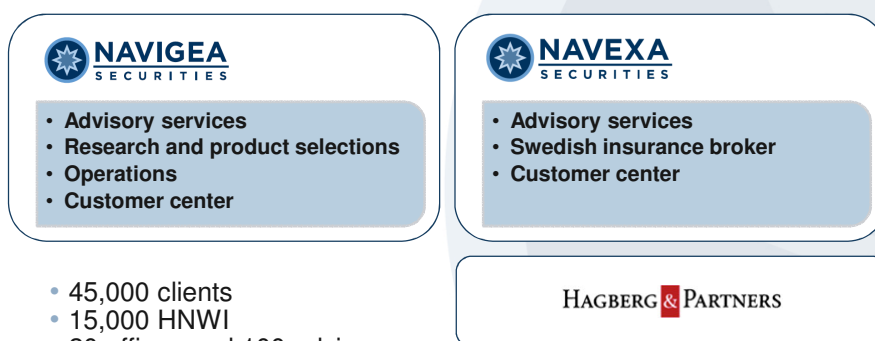 NAVIGEA
SECURITIES
• Advisory services
• Research and product selections
• Operations
• Customer center
NAVEXA
SECURITIES
• Advisory services
• Swedish insurance broker
• Customer center
• 45,000 clients
• 15,000 HNWI
HAGBERG & PARTNERS